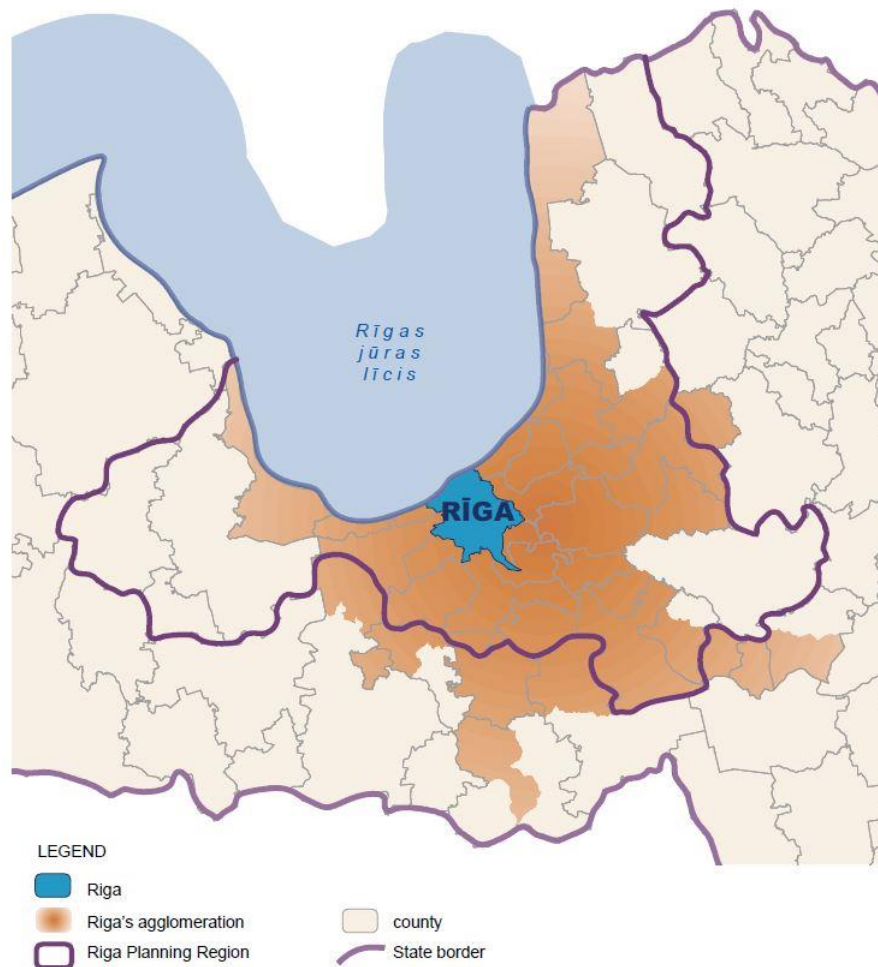 Rīgas
jūras
līcis
RĪGA
LEGEND
Riga
Riga's agglomeration
county
Riga Planning Region
State border